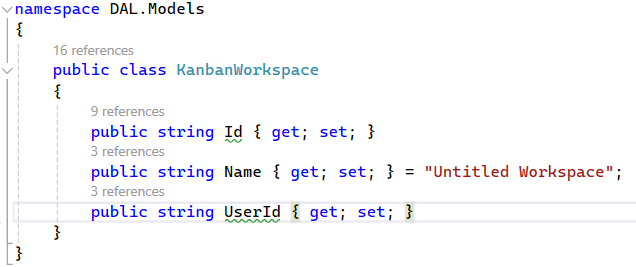 namespace DAL.Models
{
16 references
public class KanbanWorkspace
{
9 references
public string Id { get; set; }
3 references
public string Name { get; set; } = "Untitled Workspace";
3 references
public string UserId { get; set; }
}
}